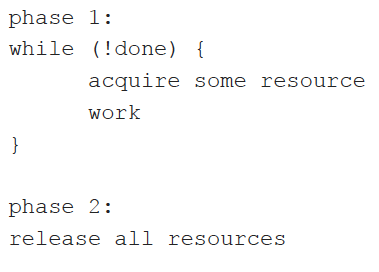 phase 1:
while (!done) {
acquire some resource
work
}
phase 2:
release all resources